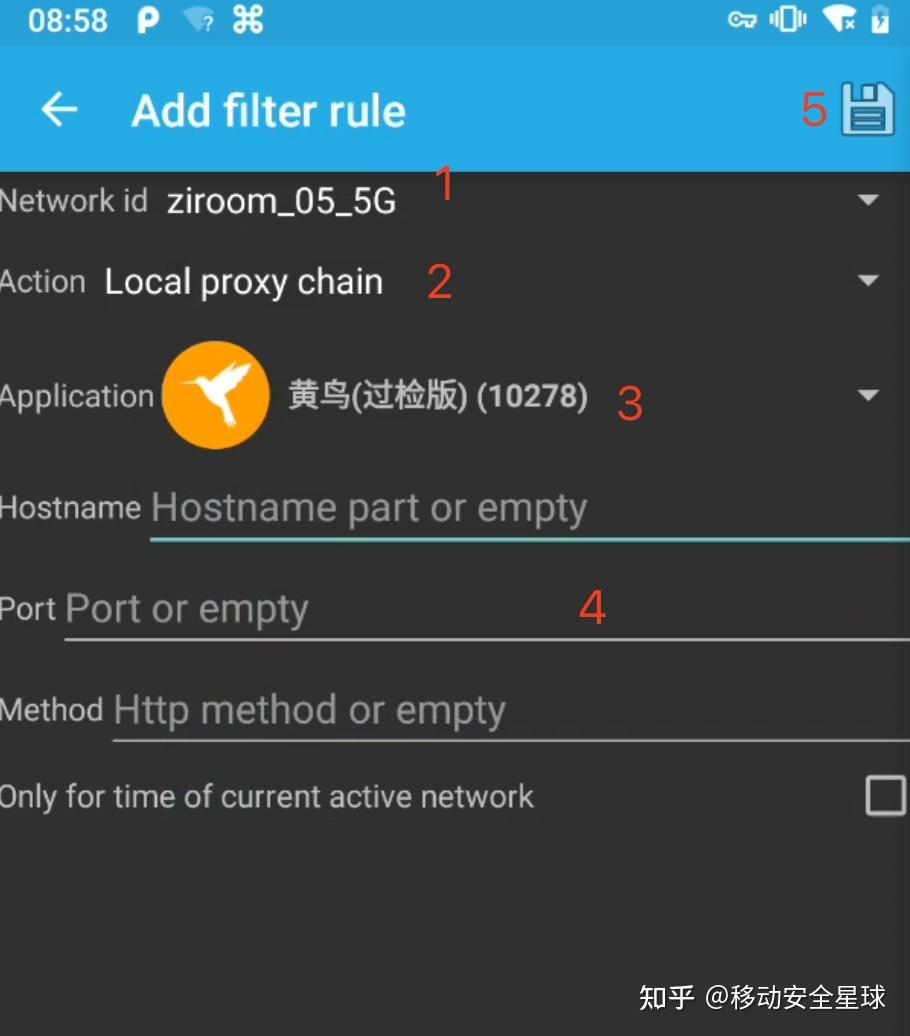 08:58
Add filter rule 5
1
Network id ziroom_05_5G
Action Local proxy chain 2
Application 黄鸟(过检版) (10278) 3
Hostname Hostname part or empty
Port Port or empty 4
Method Http method or empty
Only for time of current active network
知乎 @移动安全星球